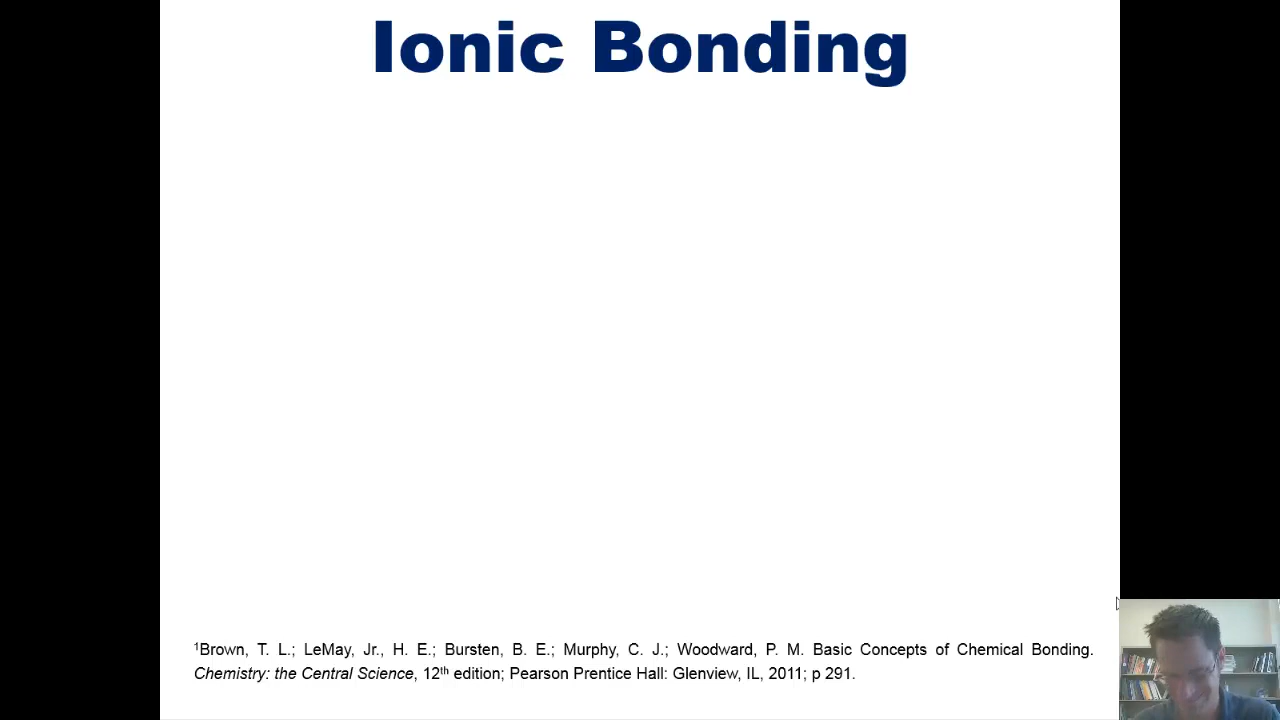 Ionic Bonding
¹Brown, T. L.; LeMay, Jr., H. E.; Bursten, B. E.; Murphy, C. J.; Woodward, P. M. Basic Concepts of Chemical Bonding.
Chemistry: the Central Science, 12th edition; Pearson Prentice Hall: Glenview, IL, 2011; p 291.